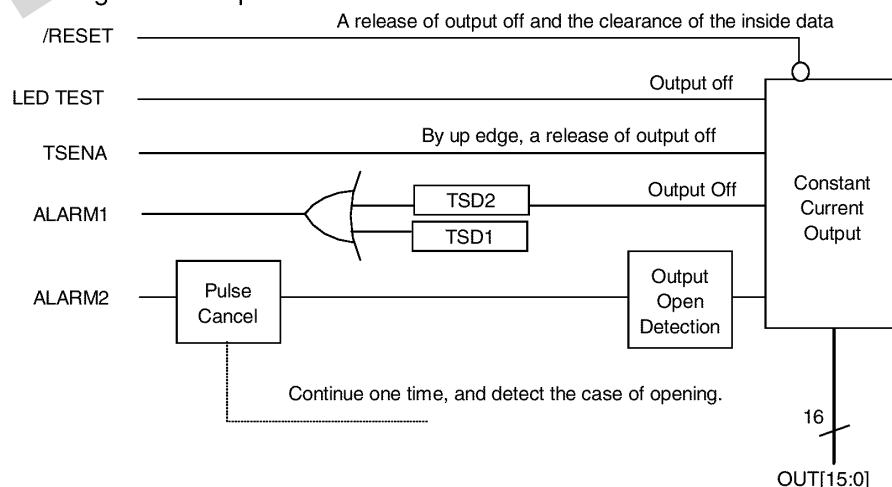 /RESET
A release of output off and the clearance of the inside data
LED TEST
Output off
TSENA
By up edge, a release of output off
ALARM1
TSD2
TSD1
Output Off
Constant
Current
Output
ALARM2
Pulse
Cancel
Output
Open
Detection
Continue one time, and detect the case of opening.
16
OUT[15:0]